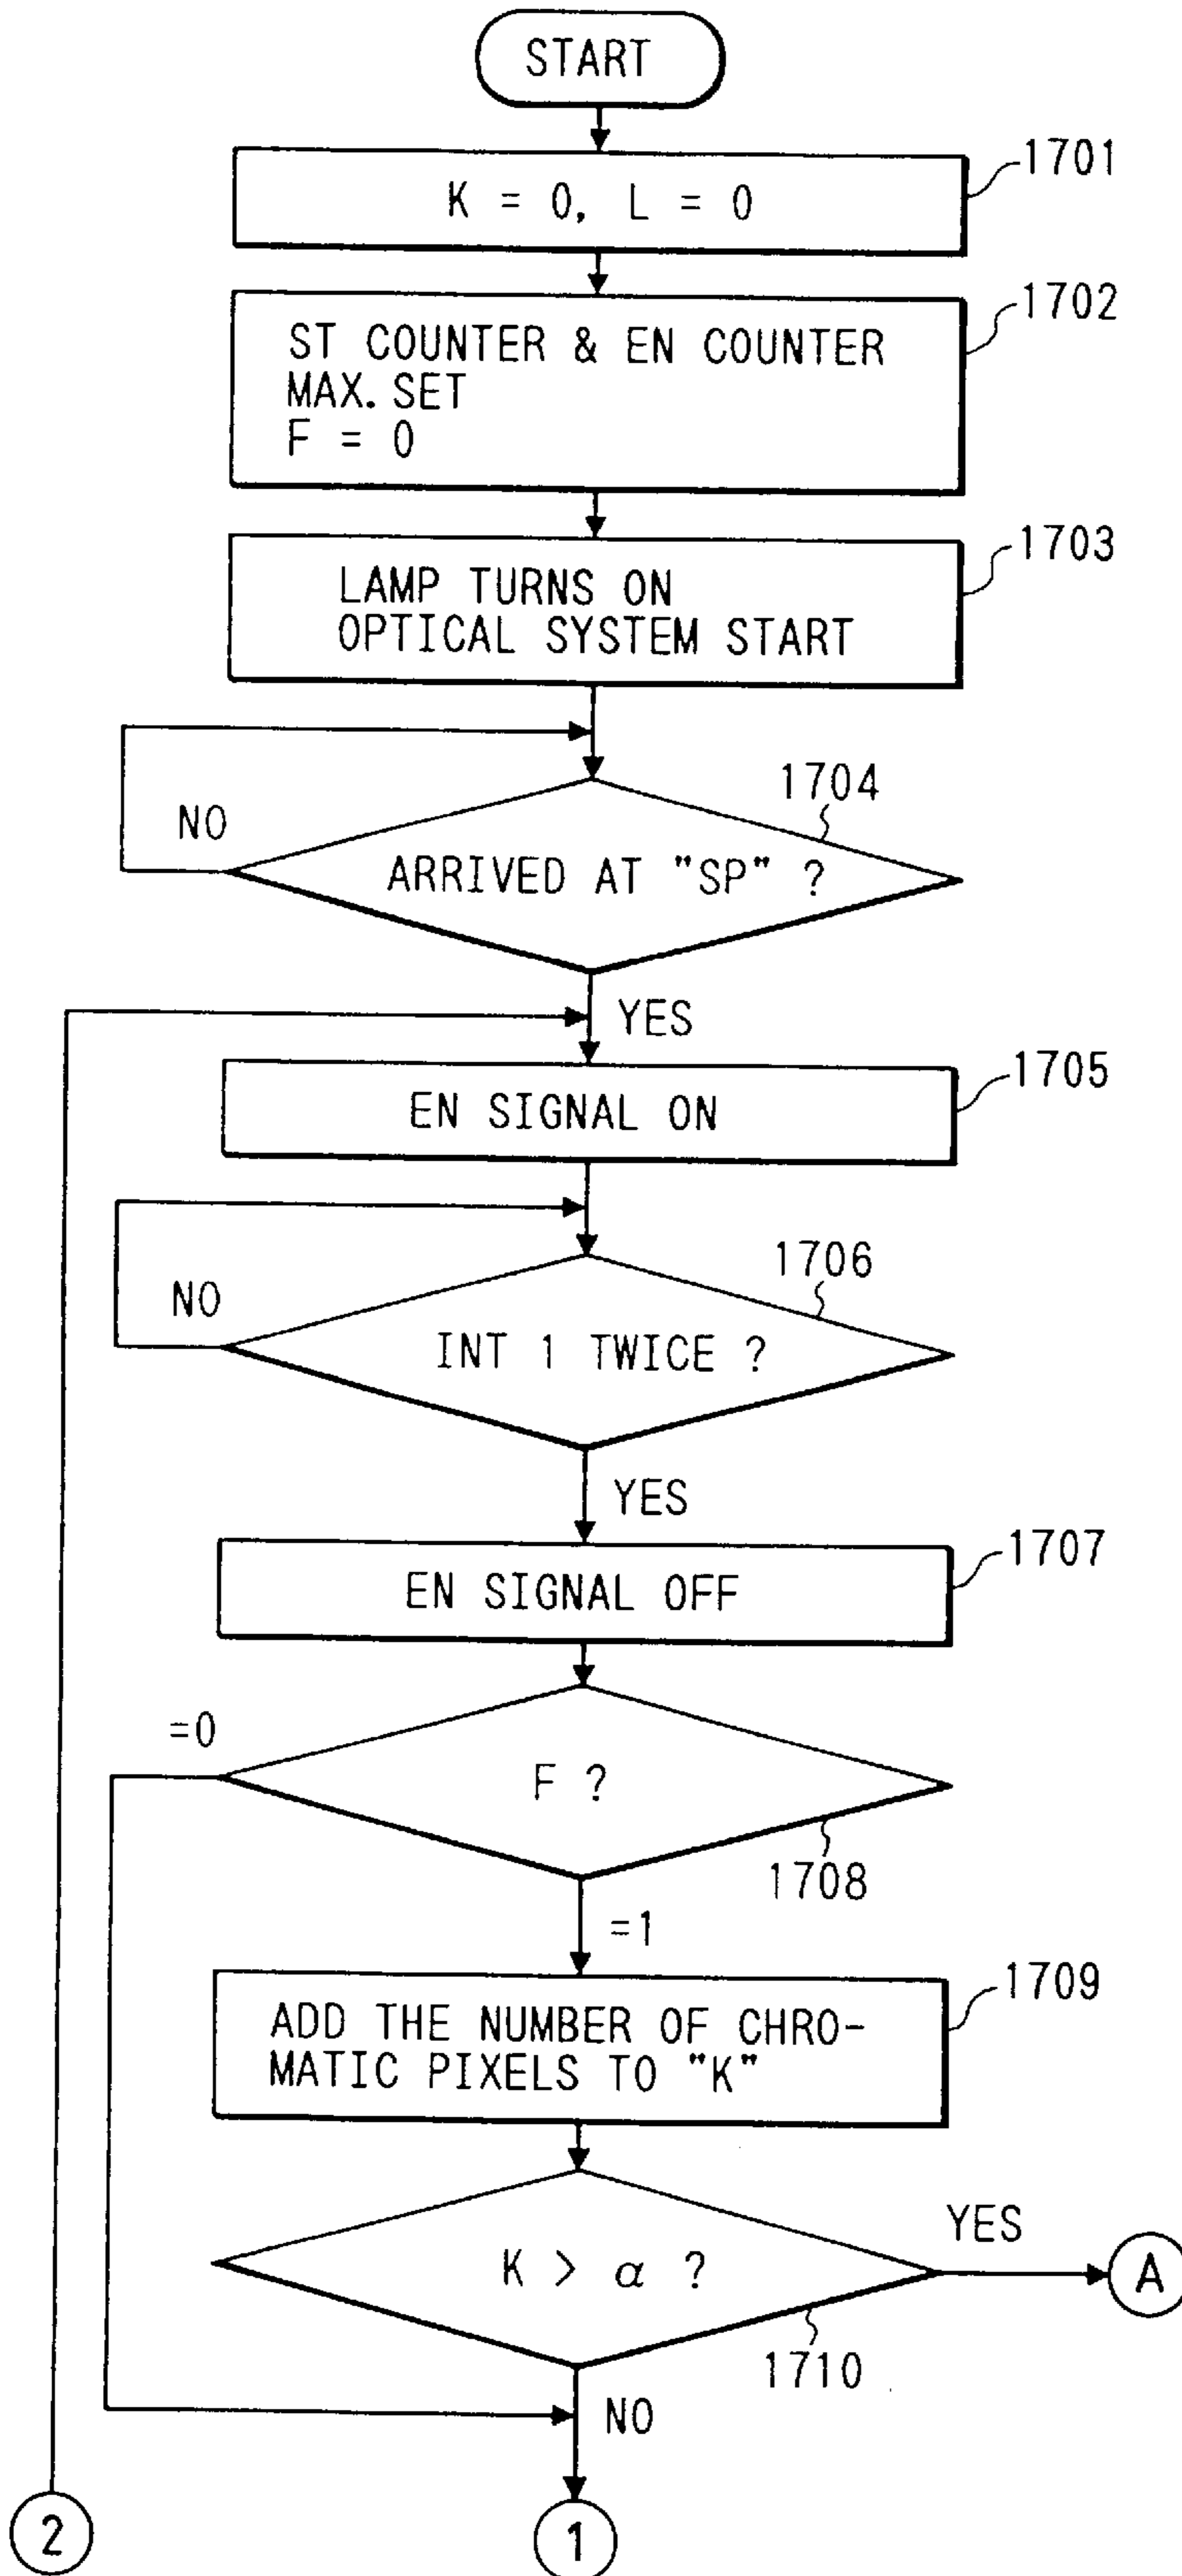 START
1701
K = 0, L = 0
1702
ST COUNTER & EN COUNTER
MAX. SET
F = 0
1703
LAMP TURNS ON
OPTICAL SYSTEM START
1704
NO
ARRIVED AT "SP" ?
YES
1705
EN SIGNAL ON
1706
NO
INT 1 TWICE ?
YES
1707
EN SIGNAL OFF
=0
F ?
1708
=1
1709
ADD THE NUMBER OF CHRO-
MATIC PIXELS TO "K"
YES
K > α ?
A
1710
NO
2
1